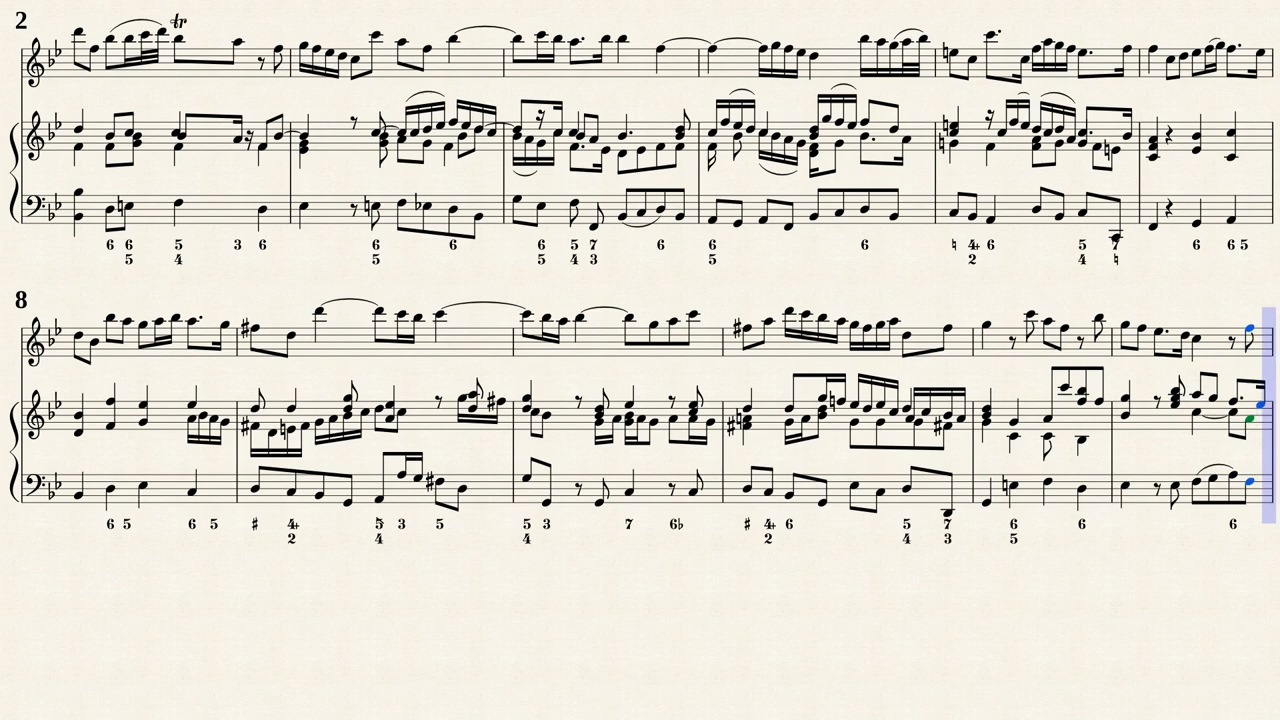 2
tr
6 6 5 3 6 6 6 6 5 7 6 6 6 ♮ 4+ 6 5 7 6 6 5
5 4 5 5 4 3 5 2 4 ♮
8
6 5 6 5 ♯ 4+ 5 3 5 5 3 7 6♭ ♯ 4+ 6 5 7 6 6 6
2 4 4 2 4 3 5